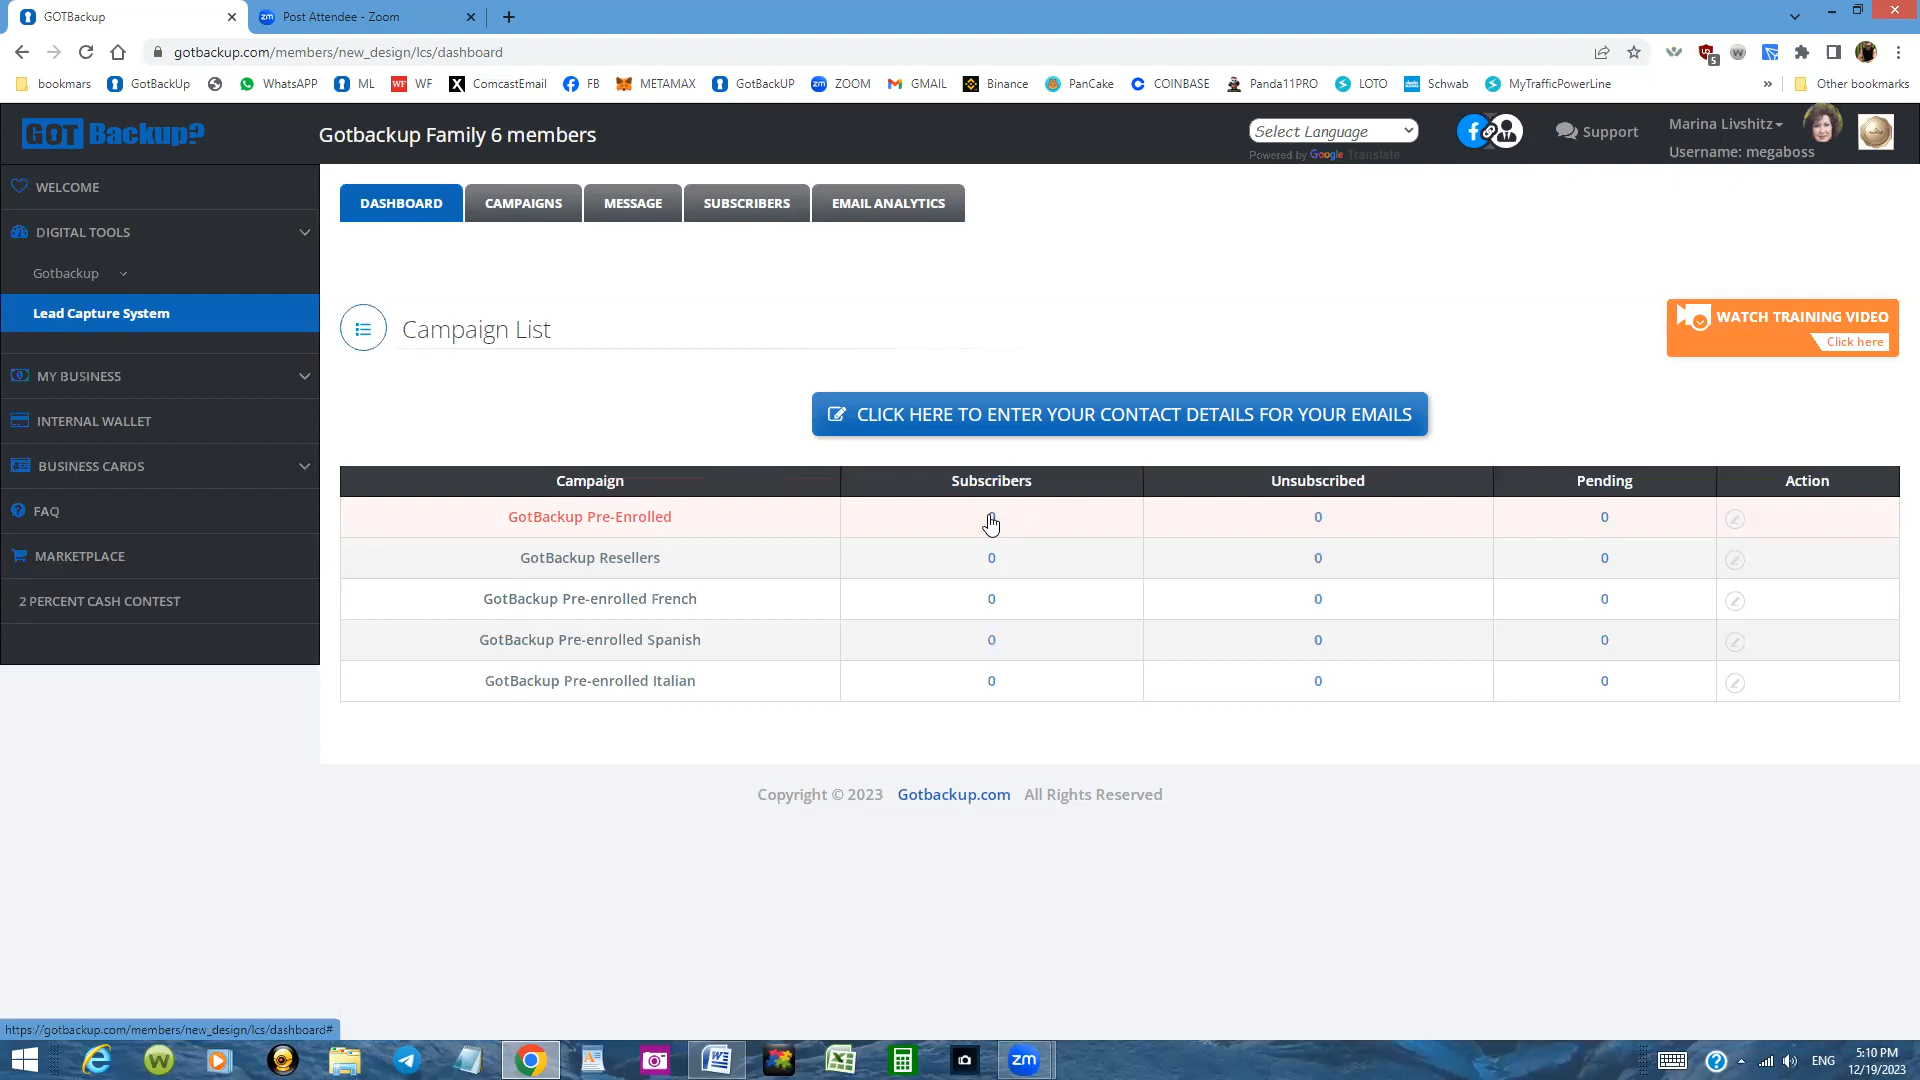 GOTBackup
Post Attendee - Zoom
gotbackup.com/members/new_design/lcs/dashboard
5
bookmars
GotBackUp
WhatsAPP
ML
WF
ComcastEmail
FB
METAMAX
GotBackUP
ZOOM
GMAIL
Binance
PanCake
COINBASE
Panda11PRO
LOTO
Schwab
MyTrafficPowerLine
»
Other bookmarks
GOT Backup?
Gotbackup Family 6 members
Select Language
Powered by Google Translate
Support
Marina Livshitz
Username: megaboss
WELCOME
DIGITAL TOOLS
Gotbackup
Lead Capture System
MY BUSINESS
INTERNAL WALLET
BUSINESS CARDS
FAQ
MARKETPLACE
2 PERCENT CASH CONTEST
DASHBOARD CAMPAIGNS MESSAGE SUBSCRIBERS EMAIL ANALYTICS
Campaign List
WATCH TRAINING VIDEO
Click here
CLICK HERE TO ENTER YOUR CONTACT DETAILS FOR YOUR EMAILS
Campaign Subscribers Unsubscribed Pending Action
GotBackup Pre-Enrolled 0 0 0
GotBackup Resellers 0 0 0
GotBackup Pre-enrolled French 0 0 0
GotBackup Pre-enrolled Spanish 0 0 0
GotBackup Pre-enrolled Italian 0 0 0
Copyright © 2023 Gotbackup.com All Rights Reserved
https://gotbackup.com/members/new_design/lcs/dashboard#
ENG
5:10 PM
12/19/2023